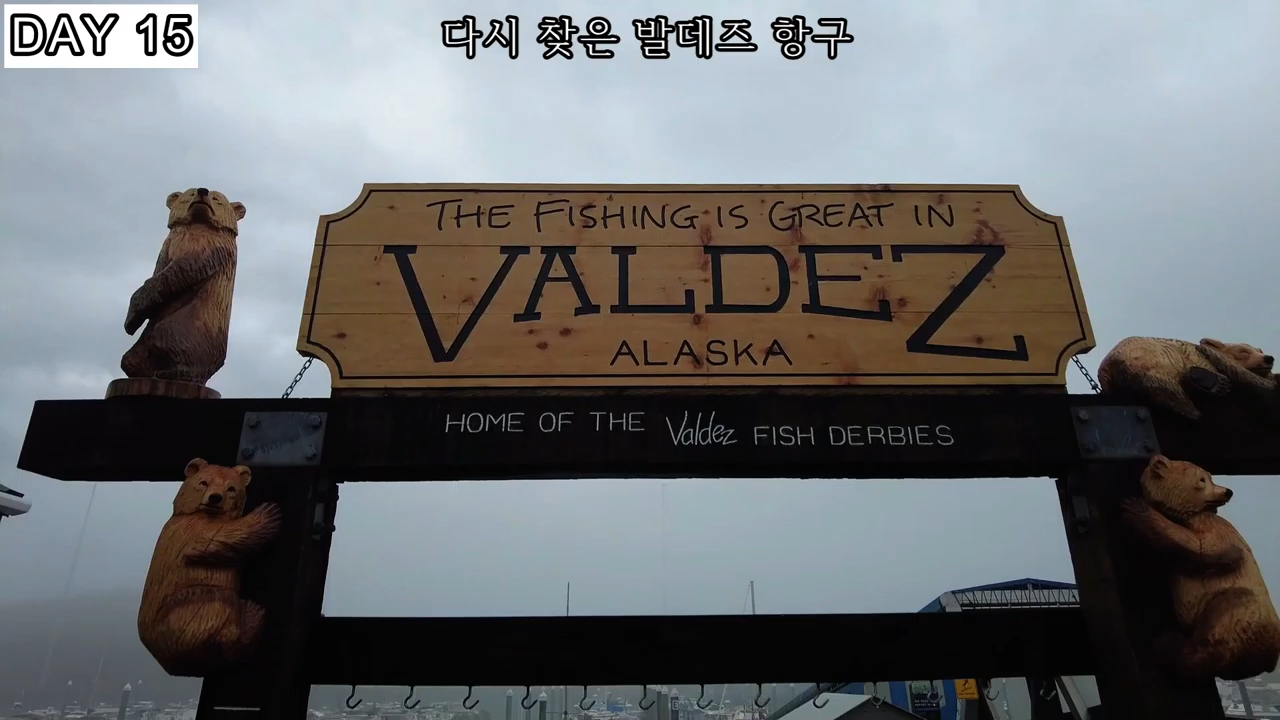 DAY 15
다시 찾은 발데즈 항구
THE FISHING IS GREAT IN
VALDEZ
ALASKA
HOME OF THE Valdez FISH DERBIES